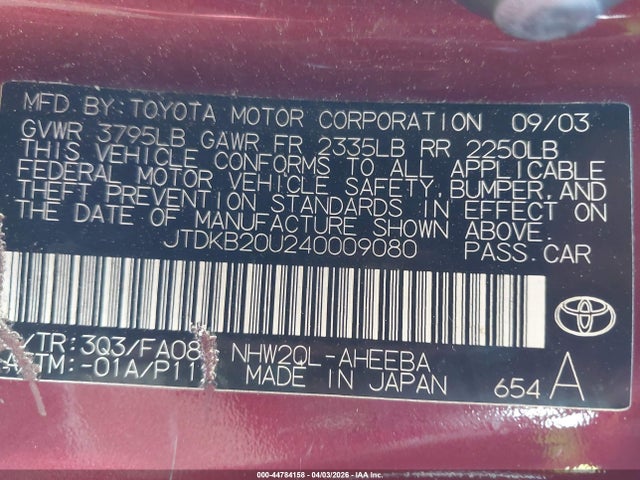 MFD.BY: TOYOTA MOTOR CORPORATION 09/03
GVWR 3795LB GAWR FR 2335LB RR 2250LB
THIS VEHICLE CONFORMS TO ALL APPLICABLE
FEDERAL MOTOR VEHICLE SAFETY, BUMPER, AND
THEFT PREVENTION STANDARDS IN EFFECT ON
THE DATE OF MANUFACTURE SHOWN ABOVE.
JTDKB20U240009080 PASS.CAR
/TR:3Q3/FA08 NHW2QL-AHEEBA
TM:-01A/P11 MADE IN JAPAN 654 A
000-44784158 - 04/03/2026 - IAA Inc.